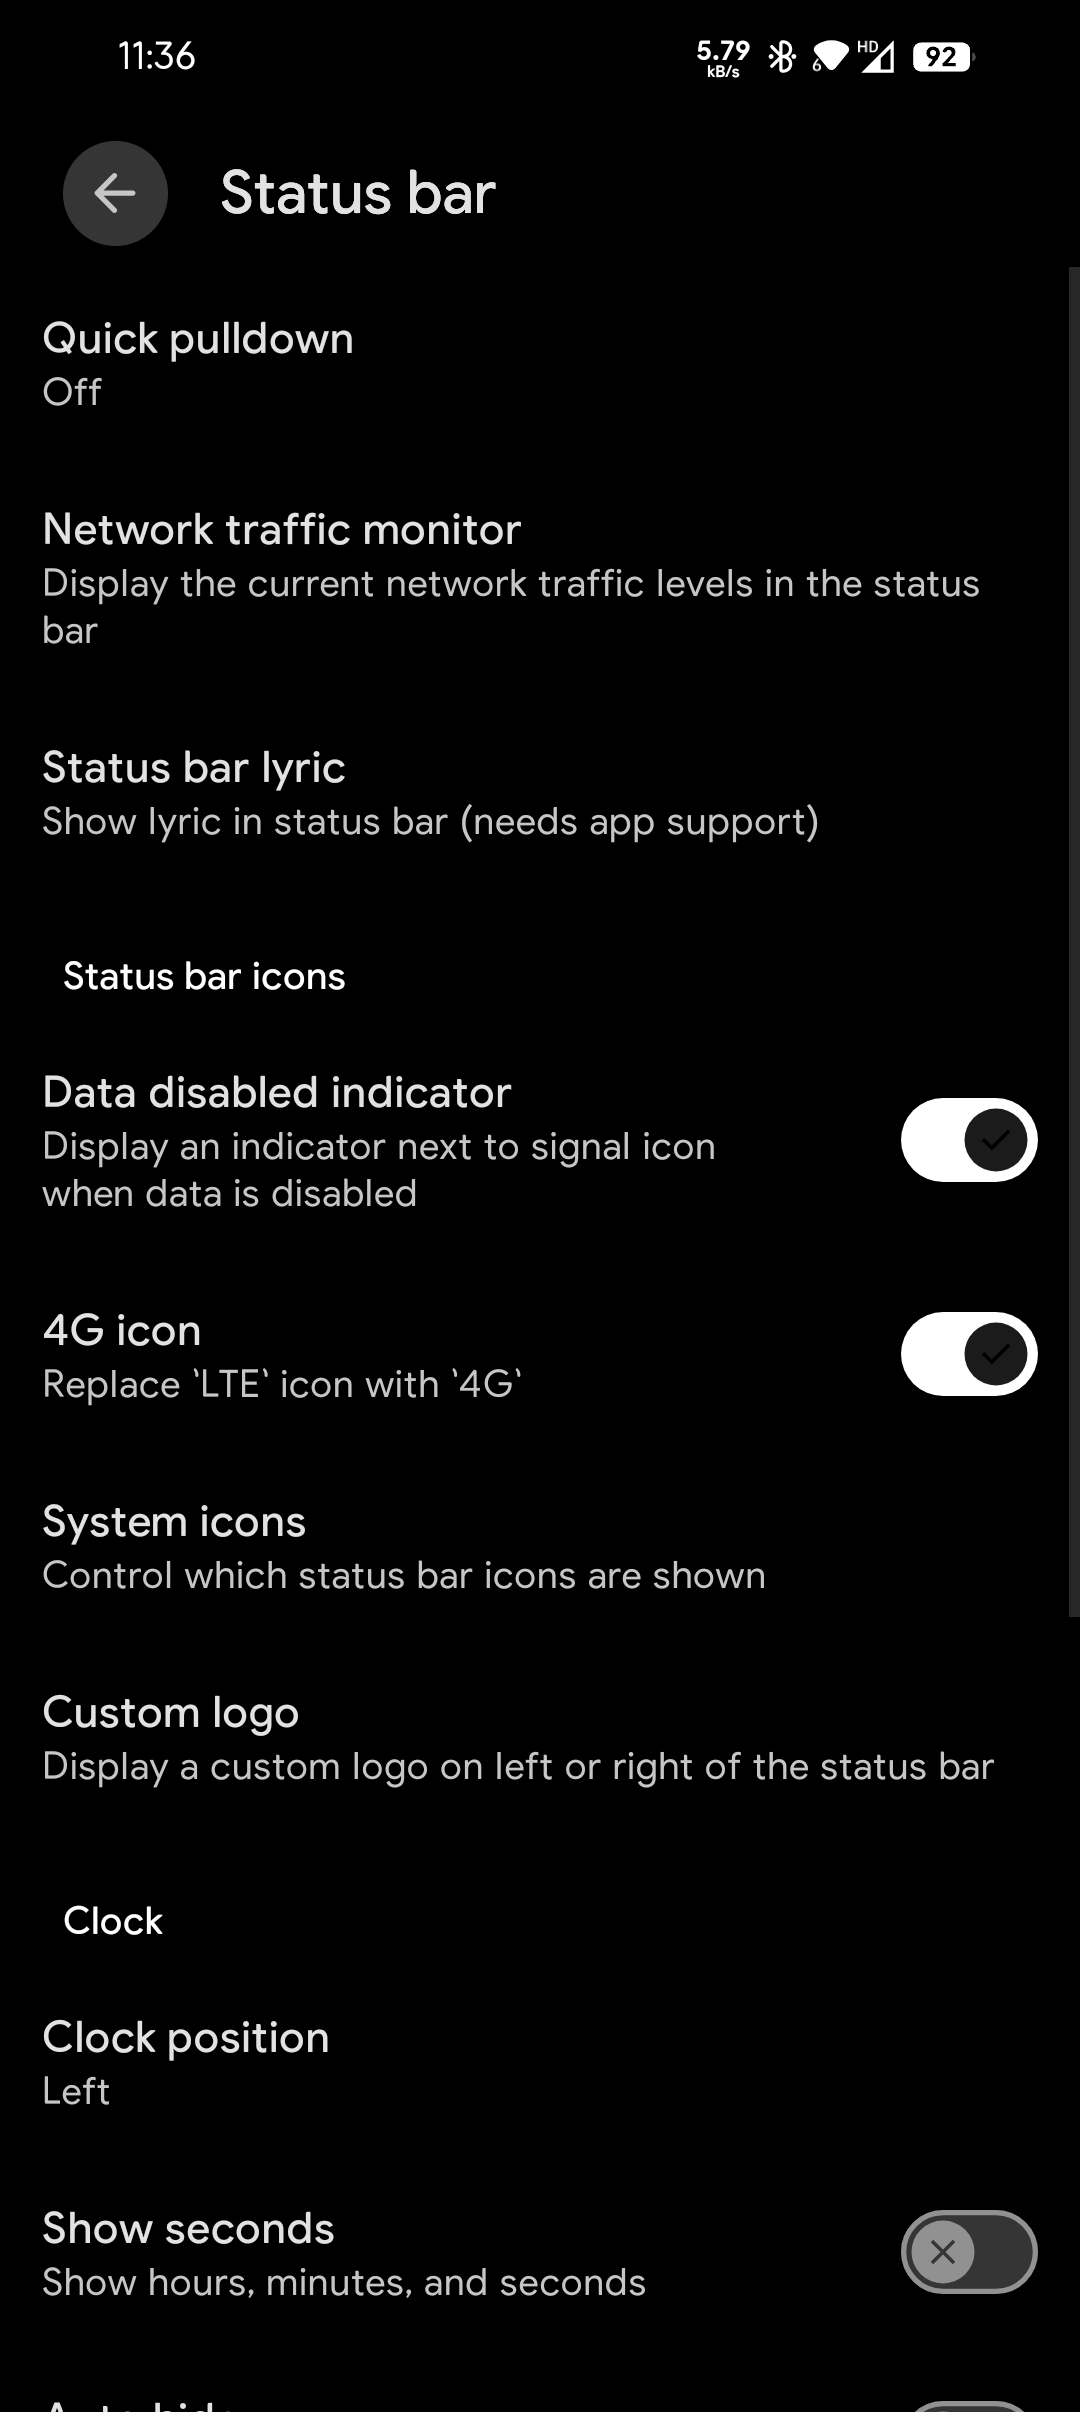 11:36
5.79
kB/s
6
HD
92
Status bar
Quick pulldown
Off
Network traffic monitor
Display the current network traffic levels in the status
bar
Status bar lyric
Show lyric in status bar (needs app support)
Status bar icons
Data disabled indicator
Display an indicator next to signal icon
when data is disabled
4G icon
Replace `LTE` icon with `4G`
System icons
Control which status bar icons are shown
Custom logo
Display a custom logo on left or right of the status bar
Clock
Clock position
Left
Show seconds
Show hours, minutes, and seconds